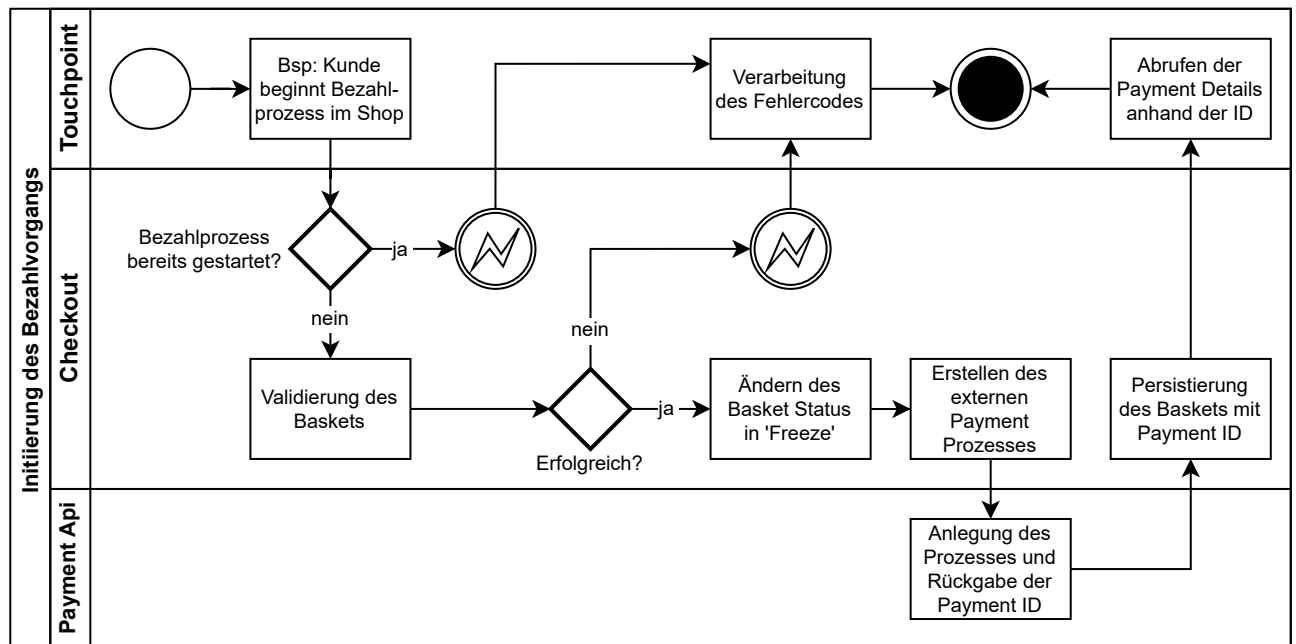 Initiierung des Bezahlvorgangs
Touchpoint
Bsp: Kunde
beginnt Bezahl-
prozess im Shop
Verarbeitung
des Fehlercodes
Abrufen der
Payment Details
anhand der ID
Checkout
Bezahlprozess
bereits gestartet?
ja
nein
Validierung des
Baskets
nein
Erfolgreich?
ja
Ändern des
Basket Status
in 'Freeze'
Erstellen des
externen
Payment
Prozesses
Persistierung
des Baskets mit
Payment ID
Payment Api
Anlegung des
Prozesses und
Rückgabe der
Payment ID